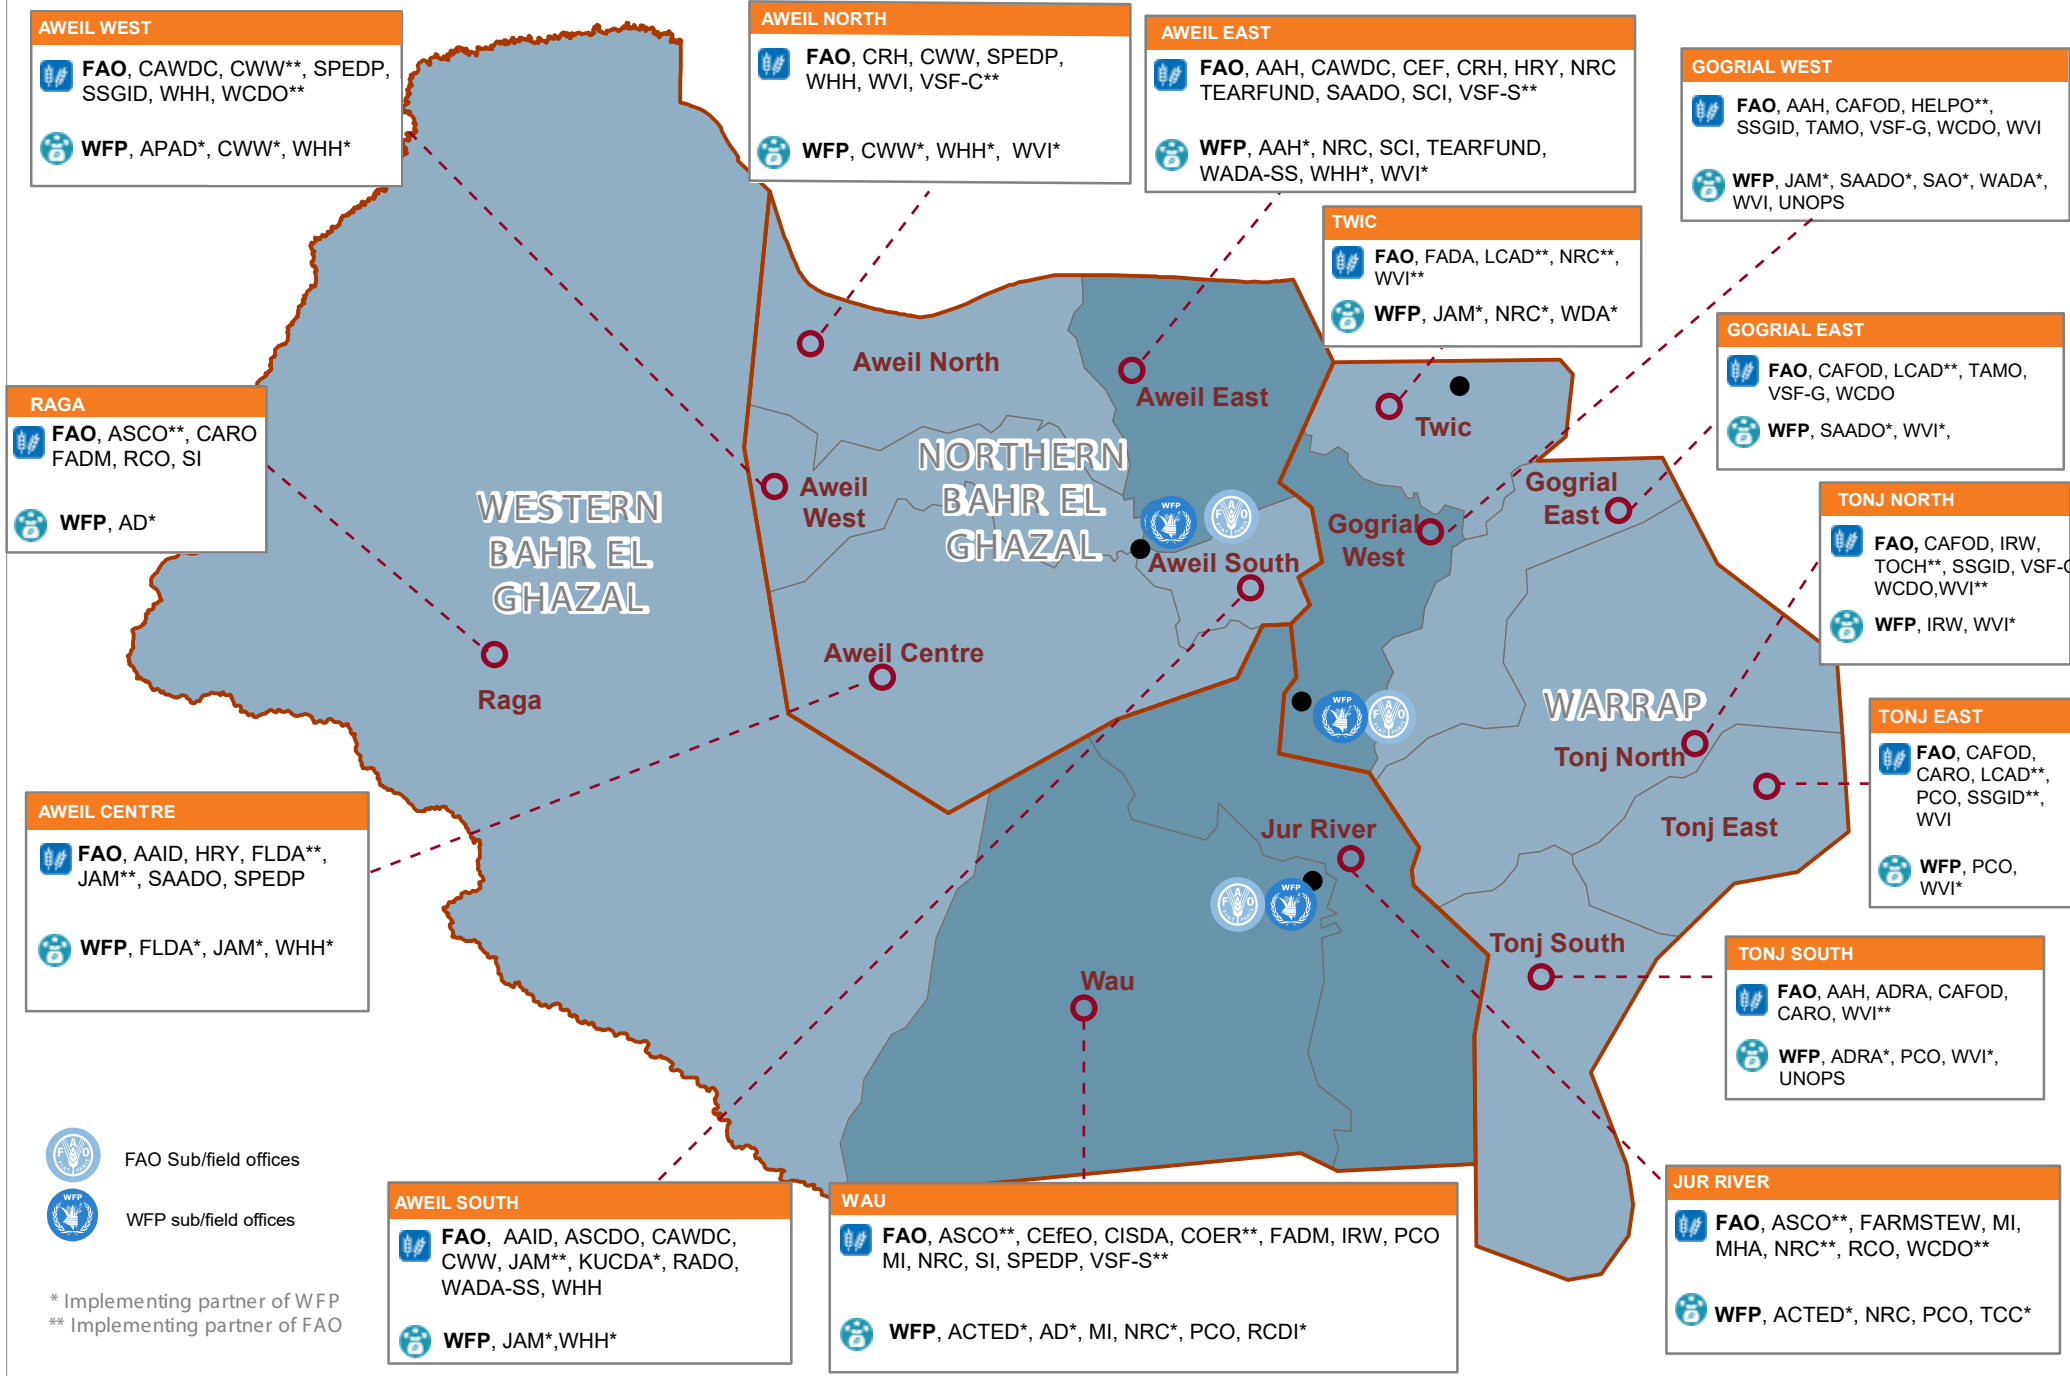 AWEIL WEST
FAO, CAWDC, CWW**, SPEDP,
SSGID, WHH, WCDO**
WFP, APAD*, CWW*, WHH*
AWEIL NORTH
FAO, CRH, CWW, SPEDP,
WHH, WVI, VSF-C**
WFP, CWW*, WHH*, WVI*
AWEIL EAST
FAO, AAH, CAWDC, CEF, CRH, HRY, NRC
TEARFUND, SAADO, SCI, VSF-S**
WFP, AAH*, NRC, SCI, TEARFUND,
WADA-SS, WHH*, WVI*
GOGRIAL WEST
FAO, AAH, CAFOD, HELPO**,
SSGID, TAMO, VSF-G, WCDO, WVI
WFP, JAM*, SAADO*, SAO*, WADA*,
WVI, UNOPS
TWIC
FAO, FADA, LCAD**, NRC**,
WVI**
WFP, JAM*, NRC*, WDA*
GOGRIAL EAST
FAO, CAFOD, LCAD**, TAMO,
VSF-G, WCDO
WFP, SAADO*, WVI*,
RAGA
FAO, ASCO**, CARO
FADM, RCO, SI
WFP, AD*
TONJ NORTH
FAO, CAFOD, IRW,
TOCH**, SSGID, VSF-G
WCDO,WVI**
WFP, IRW, WVI*
TONJ EAST
FAO, CAFOD,
CARO, LCAD**,
PCO, SSGID**,
WVI
WFP, PCO,
WVI*
AWEIL CENTRE
FAO, AAID, HRY, FLDA**,
JAM**, SAADO, SPEDP
WFP, FLDA*, JAM*, WHH*
TONJ SOUTH
FAO, AAH, ADRA, CAFOD,
CARO, WVI**
WFP, ADRA*, PCO, WVI*,
UNOPS
AWEIL SOUTH
FAO, AAID, ASCDO, CAWDC,
CWW, JAM**, KUCDA*, RADO,
WADA-SS, WHH
WFP, JAM*,WHH*
WAU
FAO, ASCO**, CEfEO, CISDA, COER**, FADM, IRW, PCO
MI, NRC, SI, SPEDP, VSF-S**
WFP, ACTED*, AD*, MI, NRC*, PCO, RCDI*
JUR RIVER
FAO, ASCO**, FARMSTEW, MI,
MHA, NRC**, RCO, WCDO**
WFP, ACTED*, NRC, PCO, TCC*
Aweil North
Aweil East
Twic
NORTHERN
BAHR EL
GHAZAL
WESTERN
BAHR EL
GHAZAL
Aweil
West
Gogrial
East
Gogrial
West
WFP
FAO
Aweil South
Aweil Centre
Raga
WARRAP
WFP
FAO
Tonj North
Tonj East
Jur River
FAO
WFP
Tonj South
Wau
FAO
FAO Sub/field offices
WFP
WFP sub/field offices
* Implementing partner of WFP
** Implementing partner of FAO